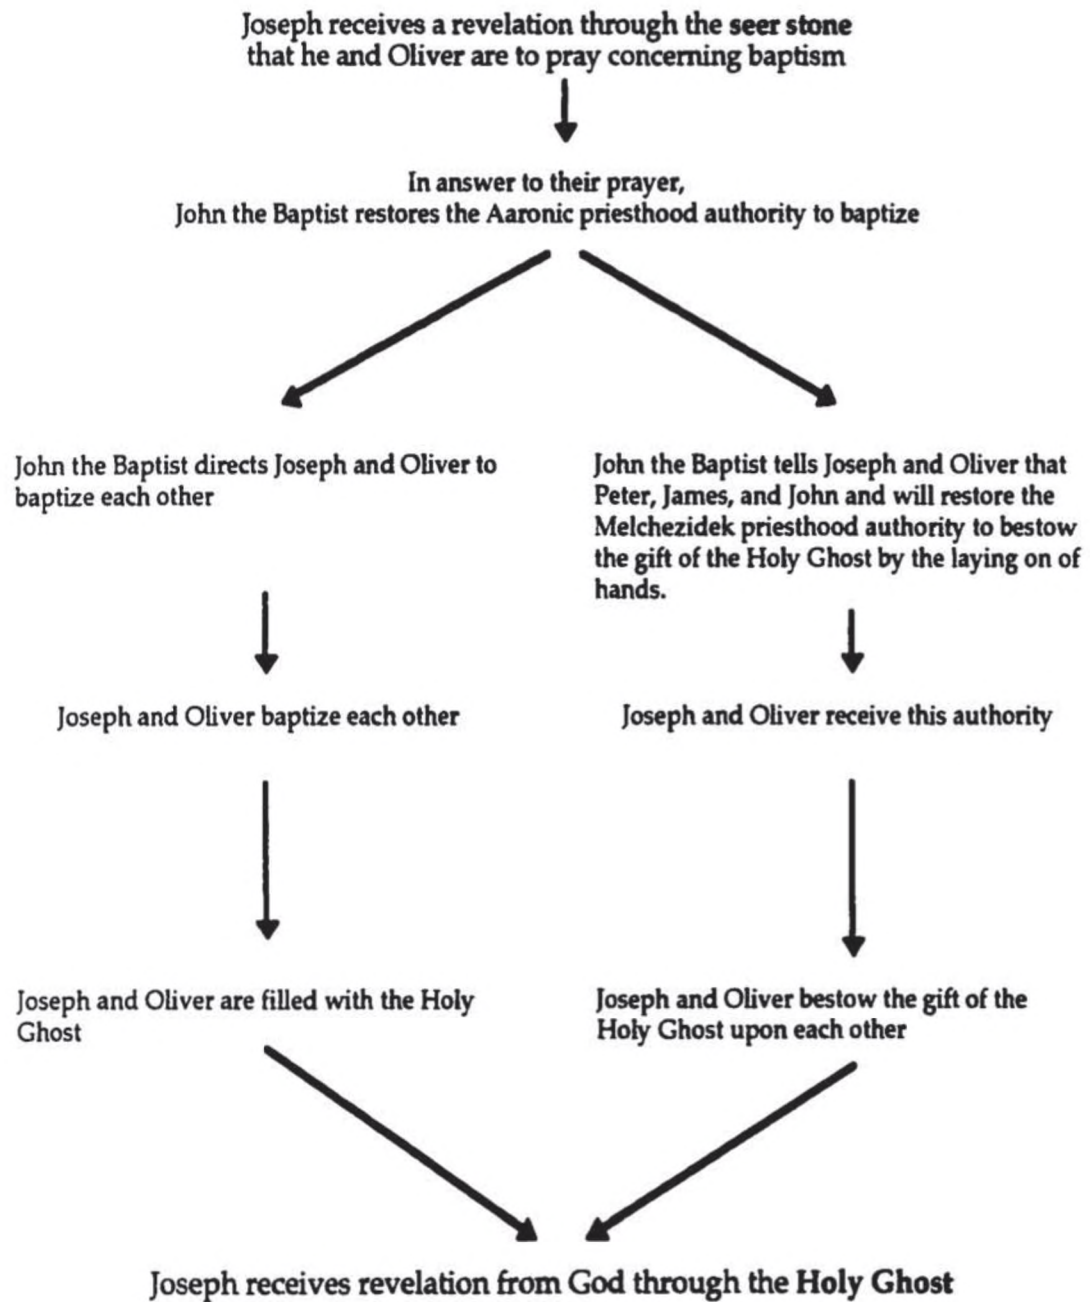 Joseph receives a revelation through the seer stone
that he and Oliver are to pray concerning baptism
In answer to their prayer,
John the Baptist restores the Aaronic priesthood authority to baptize
John the Baptist directs Joseph and Oliver to
baptize each other
John the Baptist tells Joseph and Oliver that
Peter, James, and John and will restore the
Melchezidek priesthood authority to bestow
the gift of the Holy Ghost by the laying on of
hands.
Joseph and Oliver baptize each other
Joseph and Oliver receive this authority
Joseph and Oliver are filled with the Holy
Ghost
Joseph and Oliver bestow the gift of the
Holy Ghost upon each other
Joseph receives revelation from God through the Holy Ghost